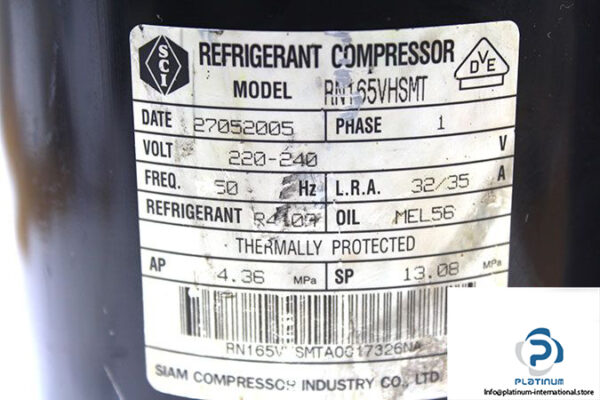 SCI
REFRIGERANT COMPRESSOR
DVE
MODEL RN165VHSMT
DATE 27052005 PHASE 1
VOLT 220-240 V
FREQ. 50 Hz L.R.A. 32/35 A
REFRIGERANT R410A OIL MEL56
THERMALLY PROTECTED
AP 4.36 MPa SP 13.08 MPa
SIAM COMPRESSOR INDUSTRY CO., LTD
PLATINUM
INTERNATIONAL
Info@platinum-international.store